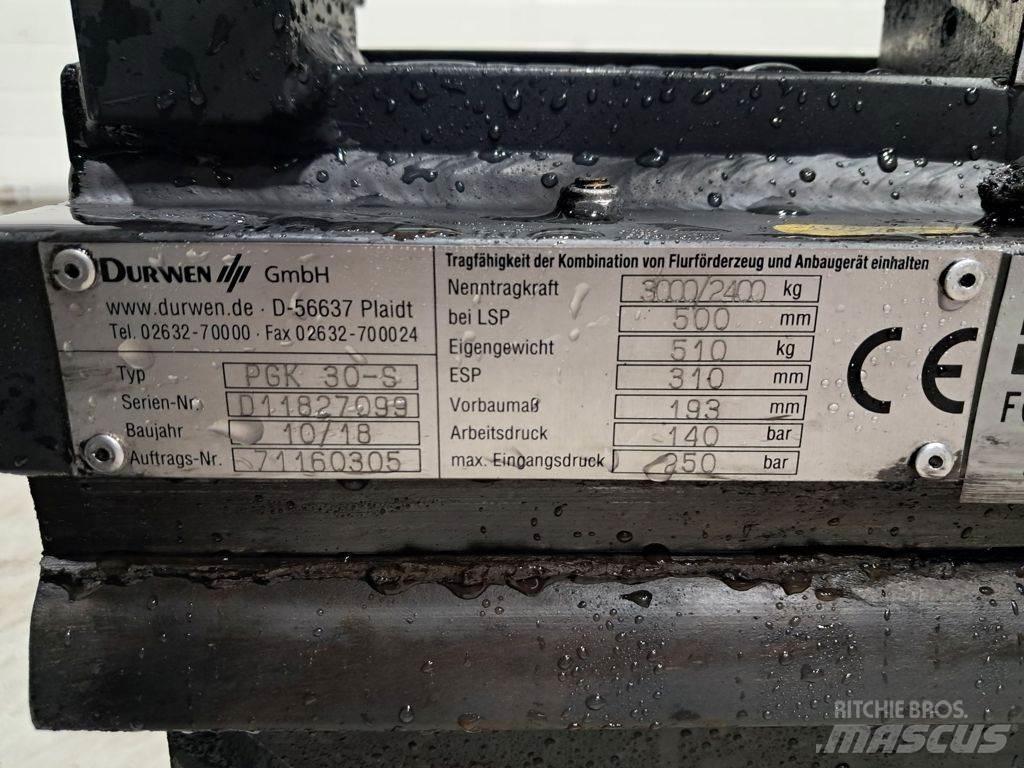 DURWEN GmbH
www.durwen.de · D-56637 Plaidt
Tel. 02632-70000 · Fax 02632-700024
Typ PGK 30-S
Serien-Nr. D11827099
Baujahr 10/18
Auftrags-Nr. 71160305
Tragfähigkeit der Kombination von Flurförderzeug und Anbaugerät einhalten
Nenntragkraft 3000/2400 kg
bei LSP 500 mm
Eigengewicht 510 kg
ESP 310 mm
Vorbaumaß 193 mm
Arbeitsdruck 140 bar
max. Eingangsdruck 250 bar
CE
RITCHIE BROS.
MASCUS